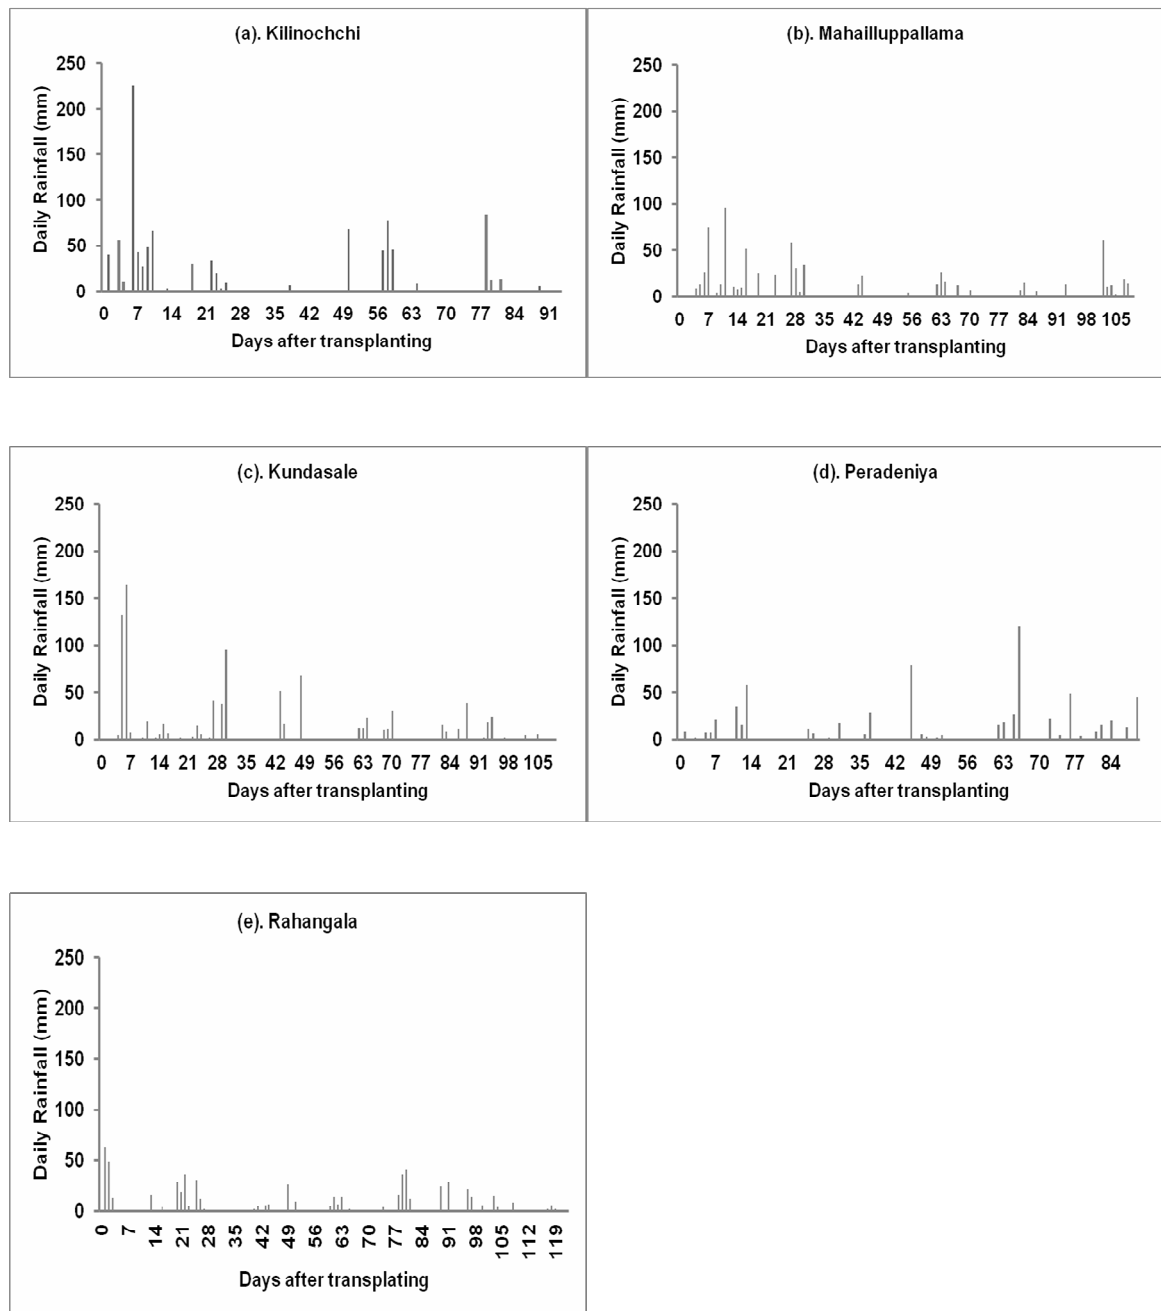 (a). Kilinochchi
250
200
150
100
50
0
Daily Rainfall (mm)
0 7 14 21 28 35 42 49 56 63 70 77 84 91
Days after transplanting
(b). Mahailluppallama
250
200
150
100
50
0
Daily Rainfall (mm)
0 7 14 21 28 35 42 49 56 63 70 77 84 91 98 105
Days after transplanting
(c). Kundasale
250
200
150
100
50
0
Daily Rainfall (mm)
0 7 14 21 28 35 42 49 56 63 70 77 84 91 98 105
Days after transplanting
(d). Peradeniya
250
200
150
100
50
0
Daily Rainfall (mm)
0 7 14 21 28 35 42 49 56 63 70 77 84
Days after transplanting
(e). Rahangala
250
200
150
100
50
0
Daily Rainfall (mm)
0 7 14 21 28 35 42 49 56 63 70 77 84 91 98 105 112 119
Days after transplating